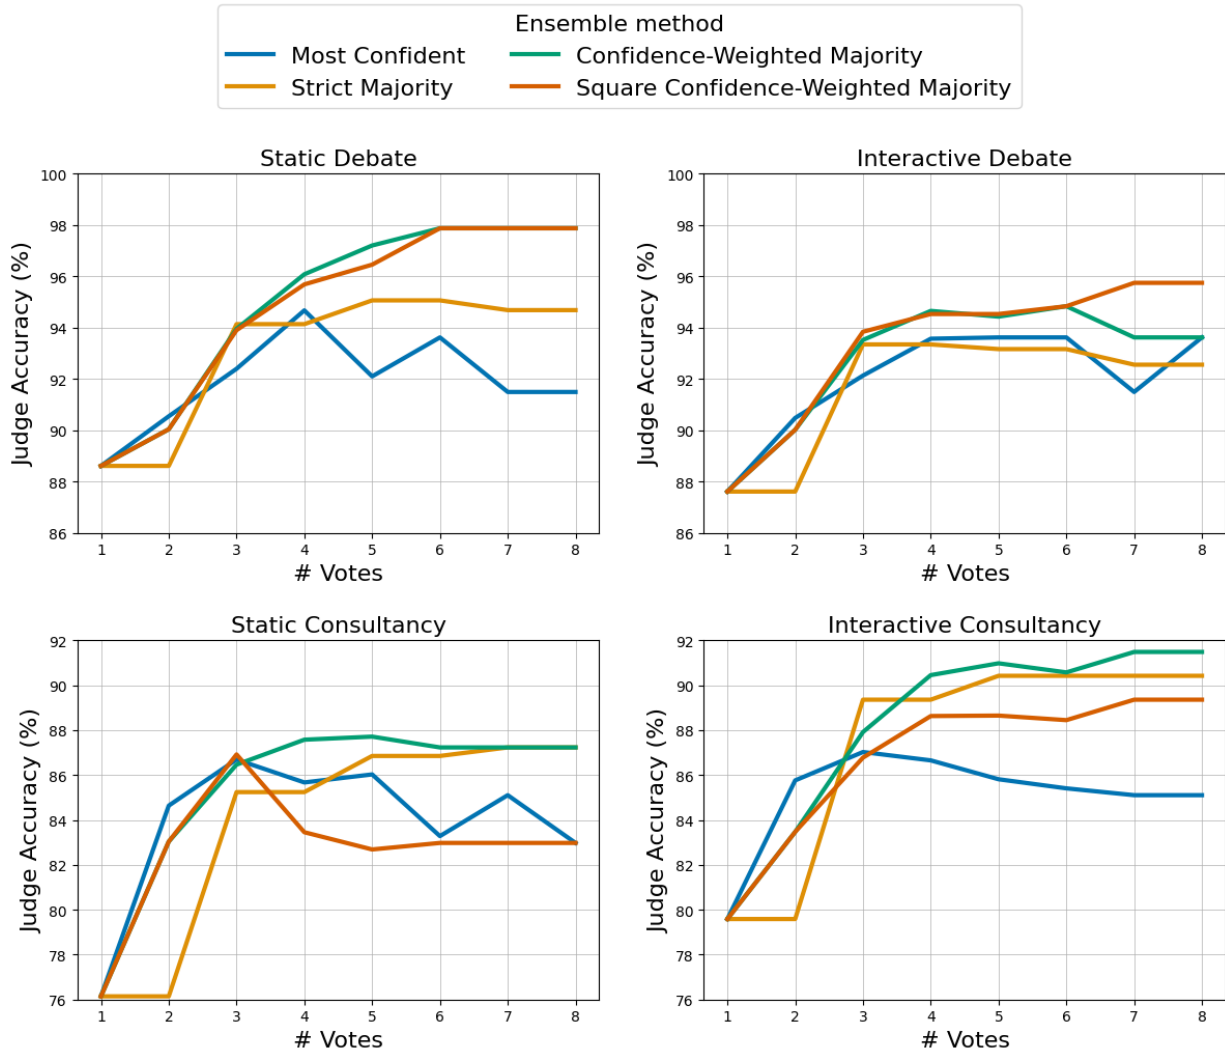 Ensemble method
Most Confident
Confidence-Weighted Majority
Strict Majority
Square Confidence-Weighted Majority
Static Debate
Judge Accuracy (%)
100
98
96
94
92
90
88
86
1 2 3 4 5 6 7 8
# Votes
Interactive Debate
Judge Accuracy (%)
100
98
96
94
92
90
88
86
1 2 3 4 5 6 7 8
# Votes
Static Consultancy
Judge Accuracy (%)
92
90
88
86
84
82
80
78
76
1 2 3 4 5 6 7 8
# Votes
Interactive Consultancy
Judge Accuracy (%)
92
90
88
86
84
82
80
78
76
1 2 3 4 5 6 7 8
# Votes